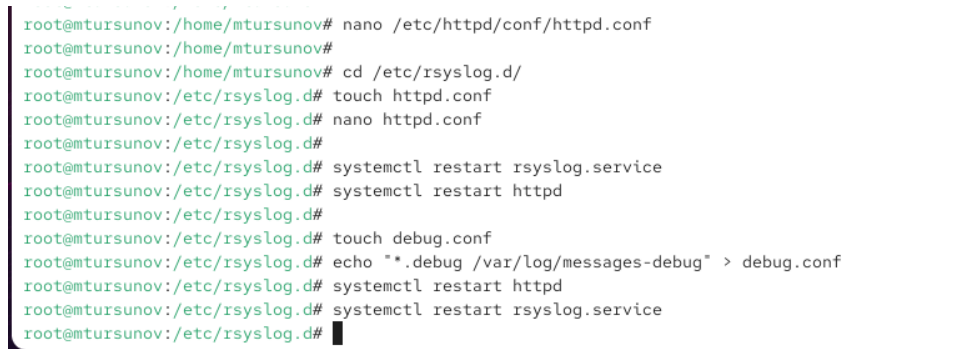 root@mtursunov:/home/mtursunov# nano /etc/httpd/conf/httpd.conf
root@mtursunov:/home/mtursunov#
root@mtursunov:/home/mtursunov# cd /etc/rsyslog.d/
root@mtursunov:/etc/rsyslog.d# touch httpd.conf
root@mtursunov:/etc/rsyslog.d# nano httpd.conf
root@mtursunov:/etc/rsyslog.d#
root@mtursunov:/etc/rsyslog.d# systemctl restart rsyslog.service
root@mtursunov:/etc/rsyslog.d# systemctl restart httpd
root@mtursunov:/etc/rsyslog.d#
root@mtursunov:/etc/rsyslog.d# touch debug.conf
root@mtursunov:/etc/rsyslog.d# echo "*.debug /var/log/messages-debug" > debug.conf
root@mtursunov:/etc/rsyslog.d# systemctl restart httpd
root@mtursunov:/etc/rsyslog.d# systemctl restart rsyslog.service
root@mtursunov:/etc/rsyslog.d#